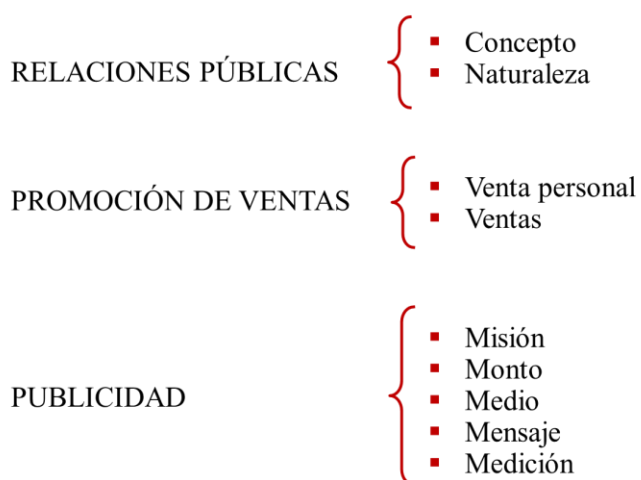 RELACIONES PÚBLICAS
Concepto
Naturaleza
PROMOCIÓN DE VENTAS
Venta personal
Ventas
PUBLICIDAD
Misión
Monto
Medio
Mensaje
Medición